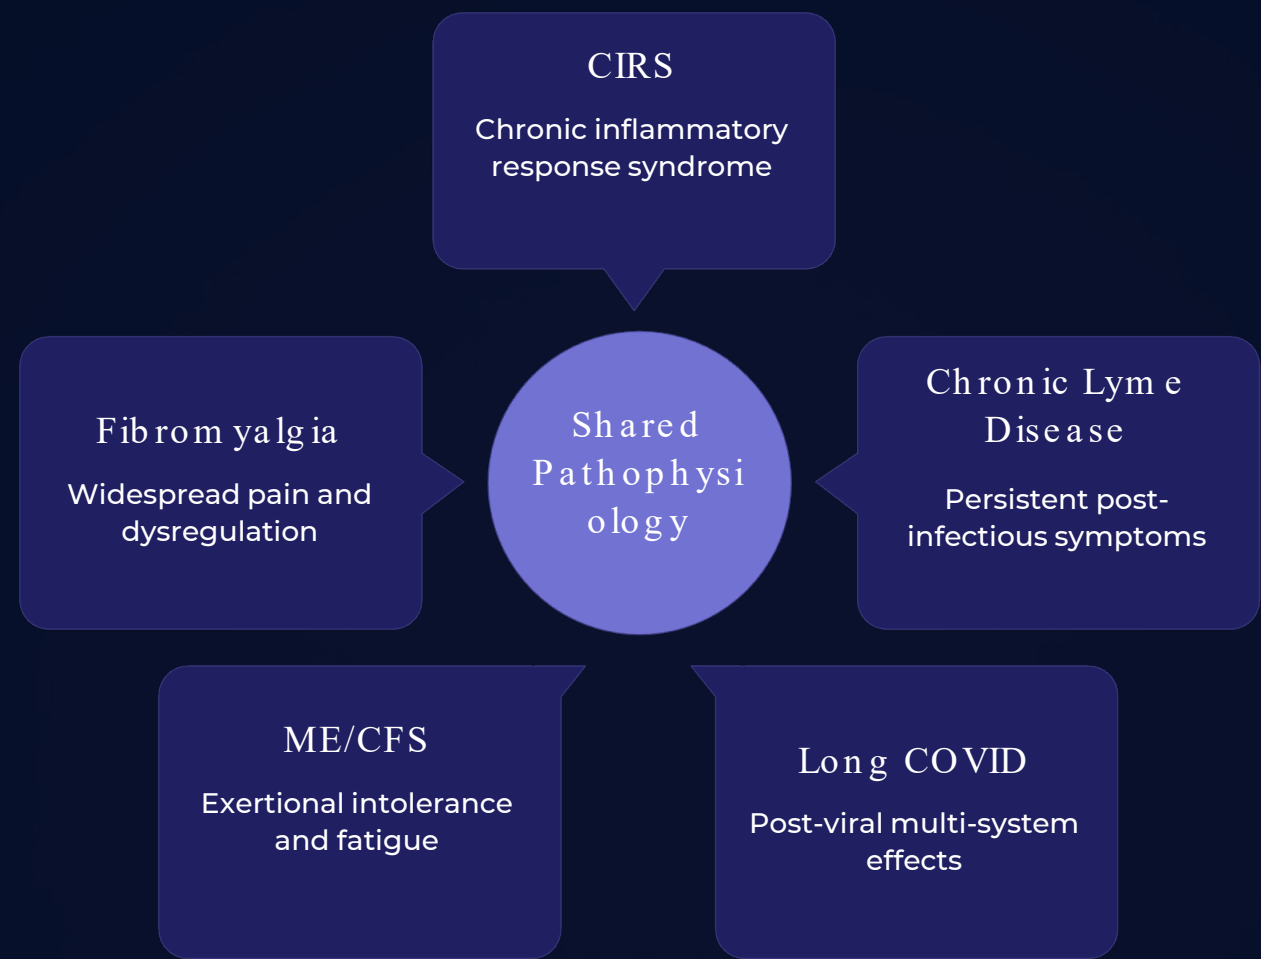 CIRS
Chronic inflammatory
response syndrome
Fibromyalgia
Widespread pain and
dysregulation
Shared
Pathophysi
ology
Chronic Lyme
Disease
Persistent post-
infectious symptoms
ME/CFS
Exertional intolerance
and fatigue
Long COVID
Post-viral multi-system
effects